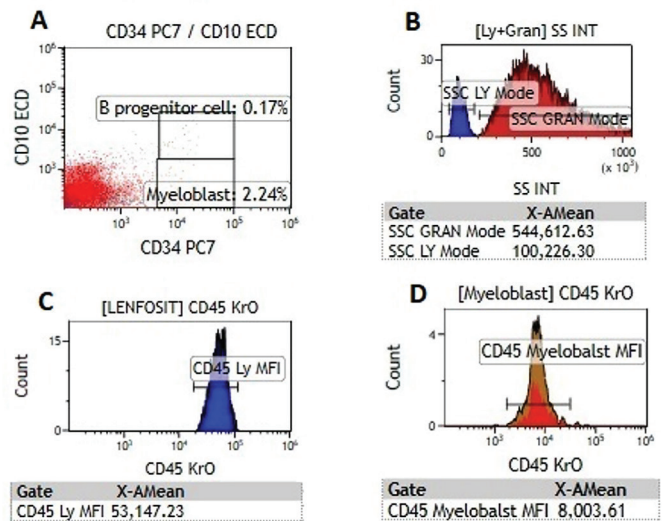 A
CD34 PC7 / CD10 ECD
10⁶
10⁵
10⁴
10³
CD10 ECD
B progenitor cell: 0.17%
Myeloblast: 2.24%
10³ 10⁴ 10⁵ 10⁶
CD34 PC7
B
[Ly+Gran] SS INT
30
0
Count
SSC LY Mode
SSC GRAN Mode
0 500 1000
(x 10³)
SS INT
Gate X-AMean
SSC GRAN Mode 544,612.63
SSC LY Mode 100,226.30
C
[LENFOSIT] CD45 KrO
15
0
Count
CD45 Ly MFI
10³ 10⁴ 10⁵ 10⁶
CD45 KrO
Gate X-AMean
CD45 Ly MFI 53,147.23
D
[Myeloblast] CD45 KrO
4
0
Count
CD45 Myelobalst MFI
10³ 10⁴ 10⁵ 10⁶
CD45 KrO
Gate X-AMean
CD45 Myelobalst MFI 8,003.61